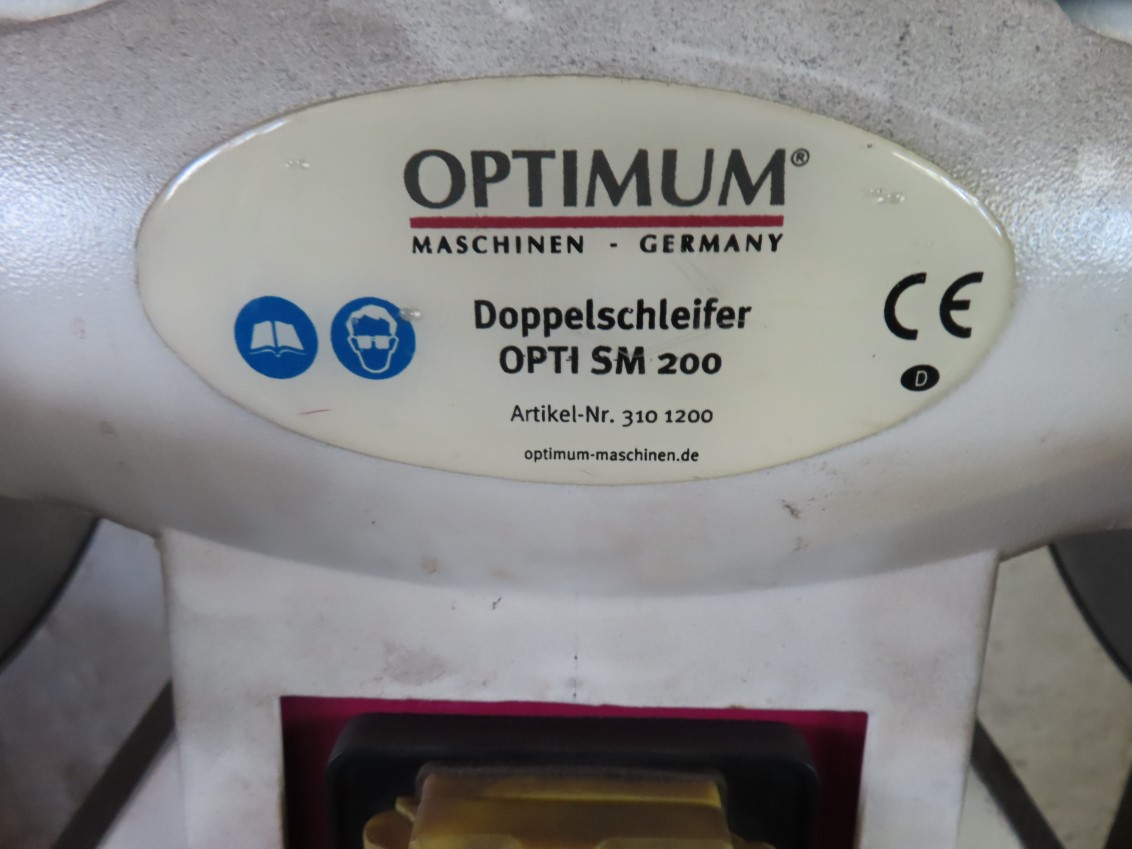 OPTIMUM®
MASCHINEN - GERMANY
Doppelschleifer
OPTI SM 200
Artikel-Nr. 310 1200
optimum-maschinen.de
CE
D